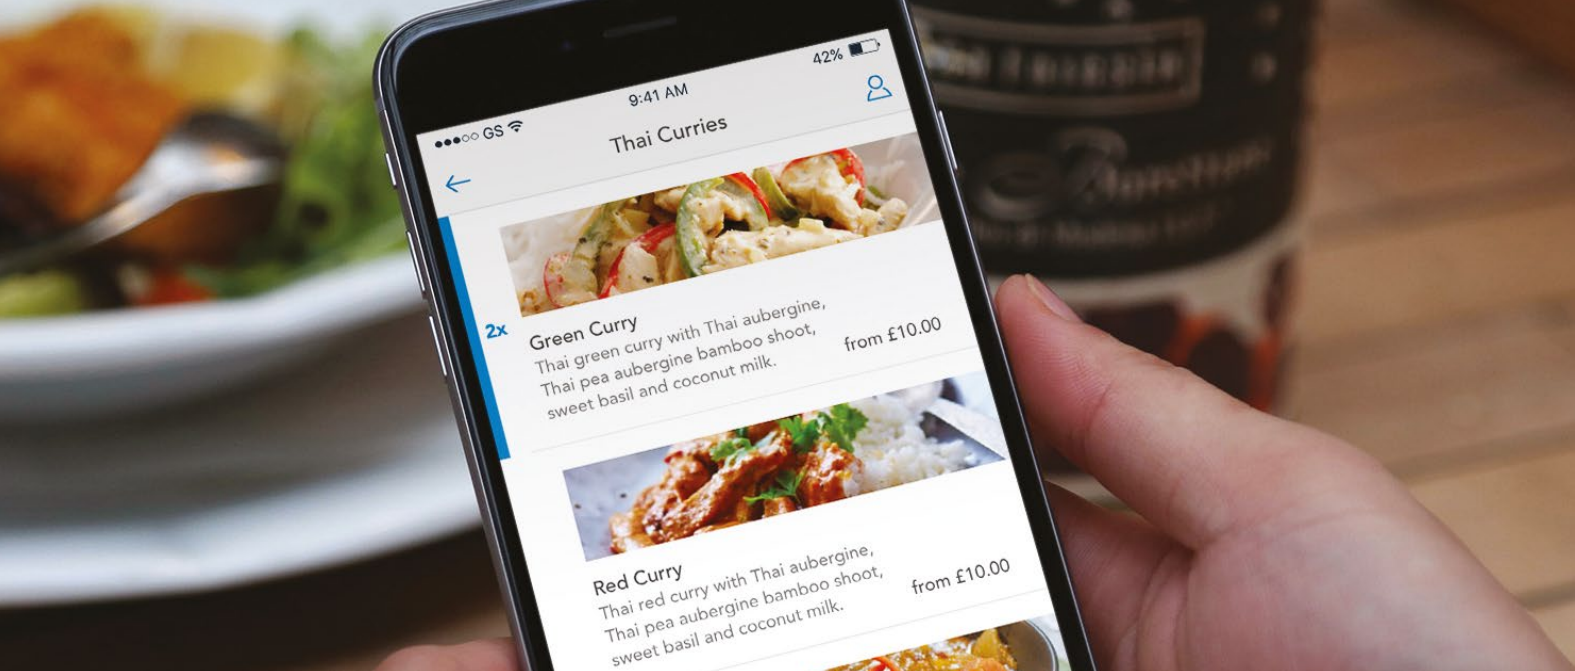 42%
9:41 AM
GS
Thai Curries
2x
Green Curry
Thai green curry with Thai aubergine,
Thai pea aubergine bamboo shoot,
sweet basil and coconut milk.
from £10.00
Red Curry
Thai red curry with Thai aubergine,
Thai pea aubergine bamboo shoot,
sweet basil and coconut milk.
from £10.00